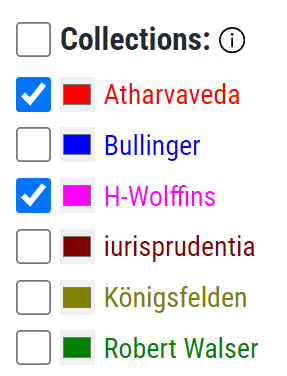 Collections:
Atharvaveda
Bullinger
H-Wolffins
iurisprudentia
Königsfelden
Robert Walser